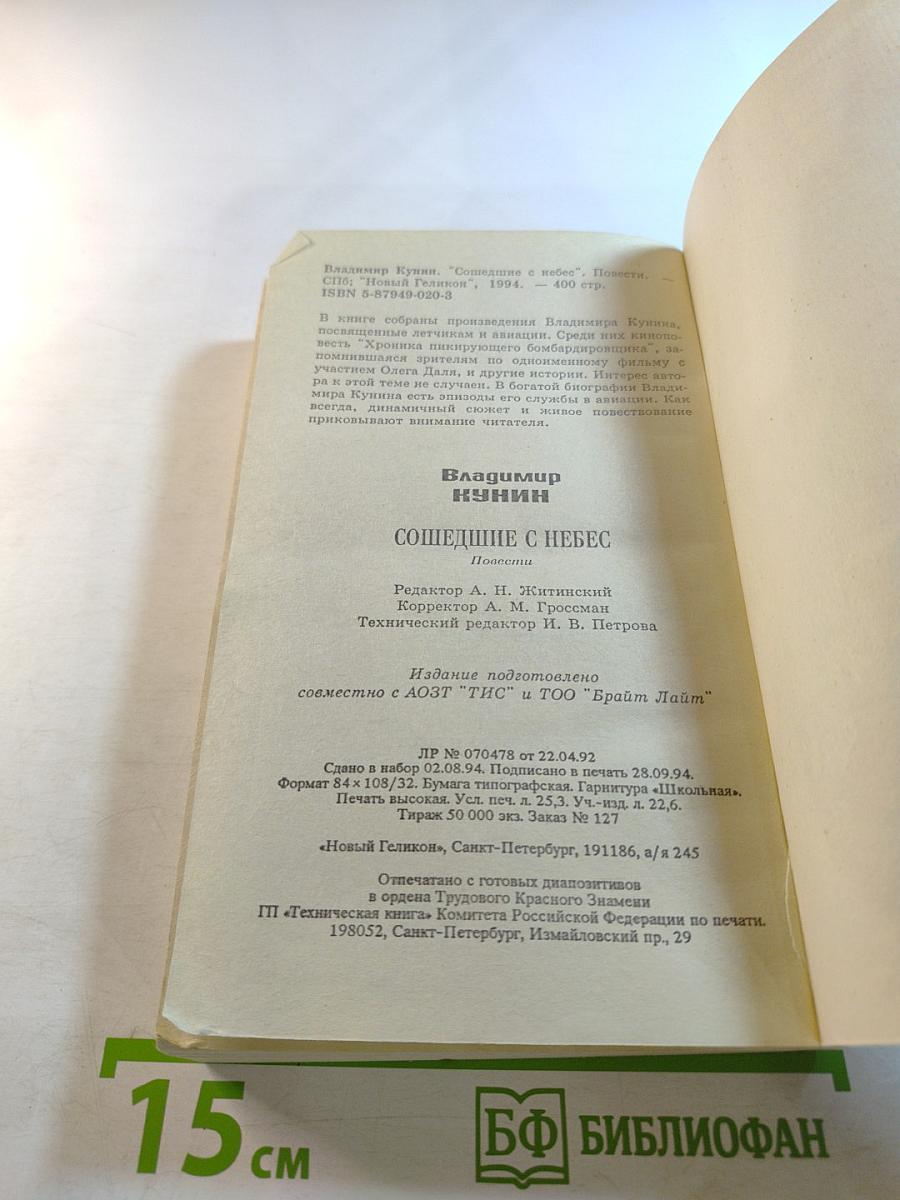 Владимир Кунин. "Сошедшие с небес". Повести. —
СПб; "Новый Геликон", 1994. — 400 стр.
ISBN 5-87949-020-3
В книге собраны произведения Владимира Кунина,
посвященные летчикам и авиации. Среди них кинопо-
весть "Хроника пикирующего бомбардировщика", за-
помнившаяся зрителям по одноименному фильму с
участием Олега Даля, и другие истории. Интерес авто-
ра к этой теме не случаен. В богатой биографии Влади-
мира Кунина есть эпизоды его службы в авиации. Как
всегда, динамичный сюжет и живое повествование
приковывают внимание читателя.
Владимир
КУНИН
СОШЕДШИЕ С НЕБЕС
Повести
Редактор А. Н. Житинский
Корректор А. М. Гроссман
Технический редактор И. В. Петрова
Издание подготовлено
совместно с АОЗТ "ТИС" и ТОО "Брайт Лайт"
ЛР № 070478 от 22.04.92
Сдано в набор 02.08.94. Подписано в печать 28.09.94.
Формат 84 × 108/32. Бумага типографская. Гарнитура «Школьная».
Печать высокая. Усл. печ. л. 25,3. Уч.-изд. л. 22,6.
Тираж 50 000 экз. Заказ № 127
«Новый Геликон», Санкт-Петербург, 191186, а/я 245
Отпечатано с готовых диапозитивов
в ордена Трудового Красного Знамени
ГП «Техническая книга» Комитета Российской Федерации по печати.
198052, Санкт-Петербург, Измайловский пр., 29
15 см
БФ БИБЛИОФАН